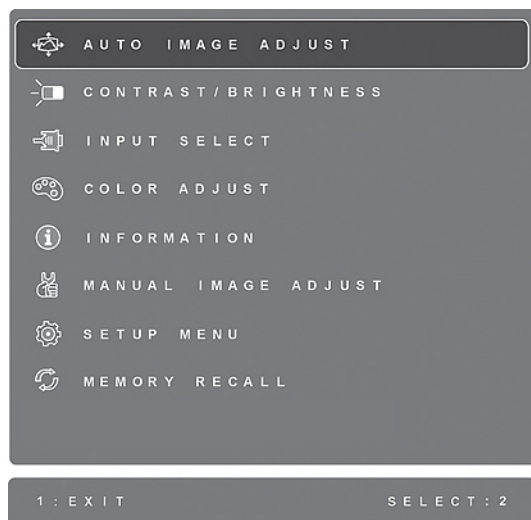 AUTO IMAGE ADJUST
CONTRAST/BRIGHTNESS
INPUT SELECT
COLOR ADJUST
INFORMATION
MANUAL IMAGE ADJUST
SETUP MENU
MEMORY RECALL
1:EXIT SELECT:2